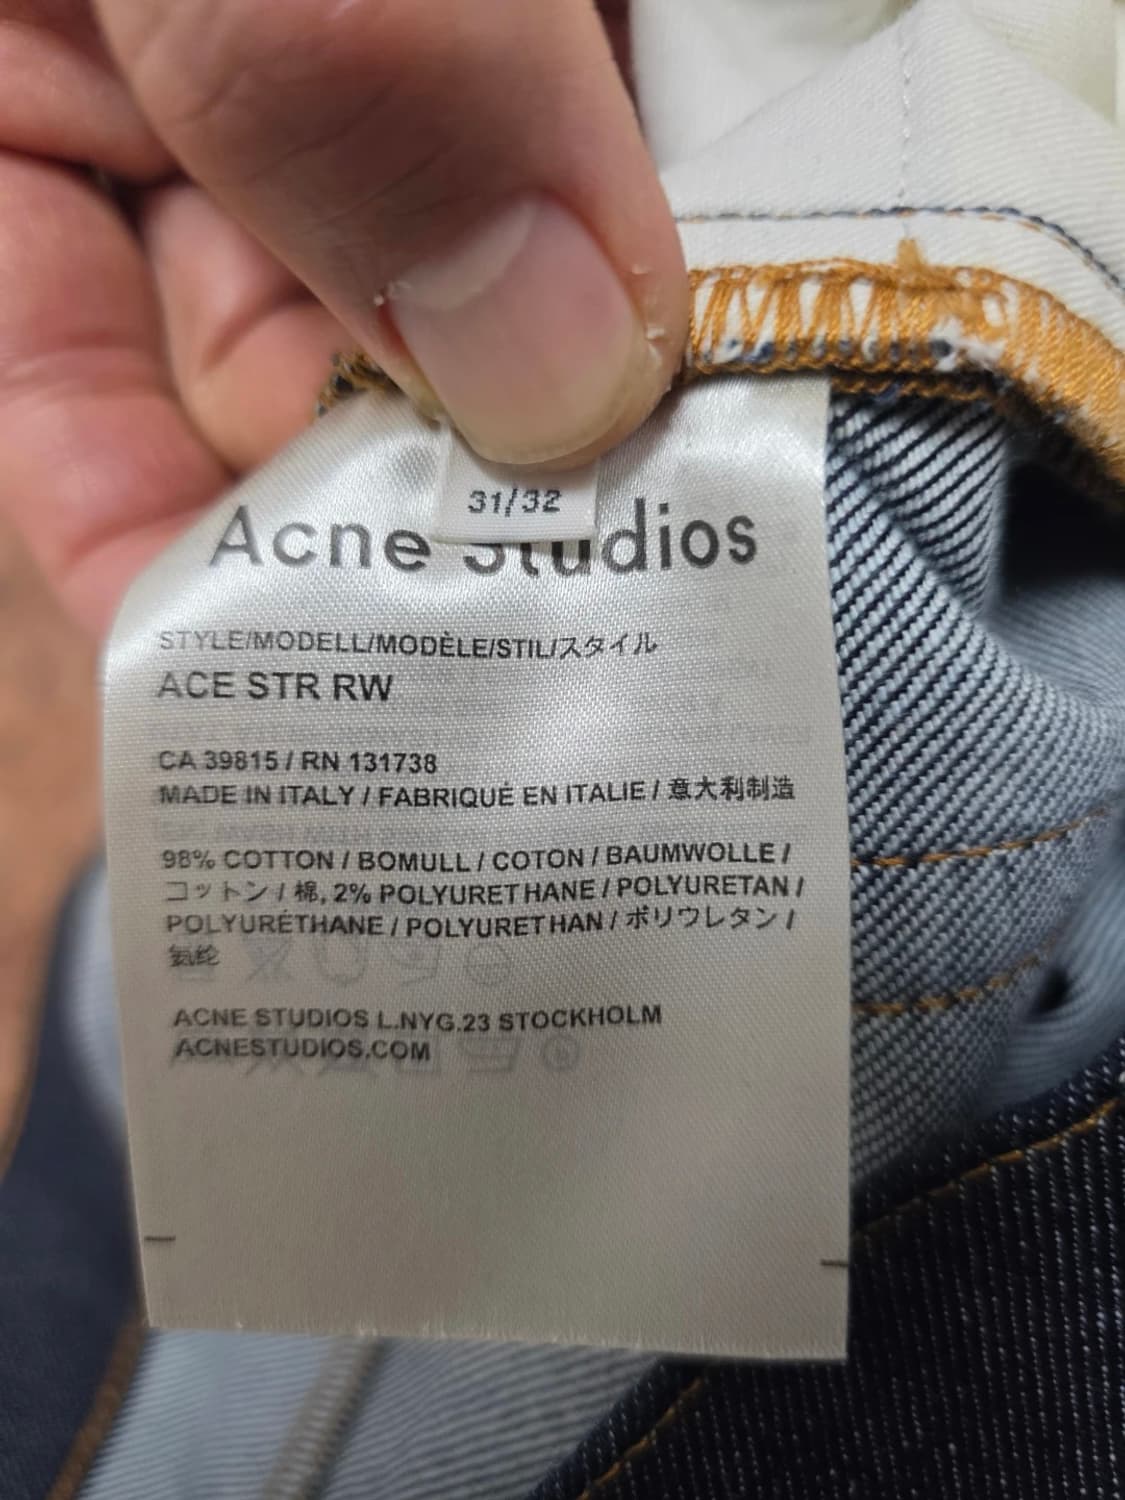 31/32
Acne Studios
STYLE/MODELL/MODÈLE/STIL/スタイル
ACE STR RW
CA 39815 / RN 131738
MADE IN ITALY / FABRIQUÉ EN ITALIE / 意大利制造
98% COTTON / BOMULL / COTON / BAUMWOLLE /
コットン / 棉, 2% POLYURETHANE / POLYURETAN /
POLYURÉTHANE / POLYURETHAN / ポリウレタン /
氨纶
ACNE STUDIOS L.NYG.23 STOCKHOLM
ACNESTUDIOS.COM